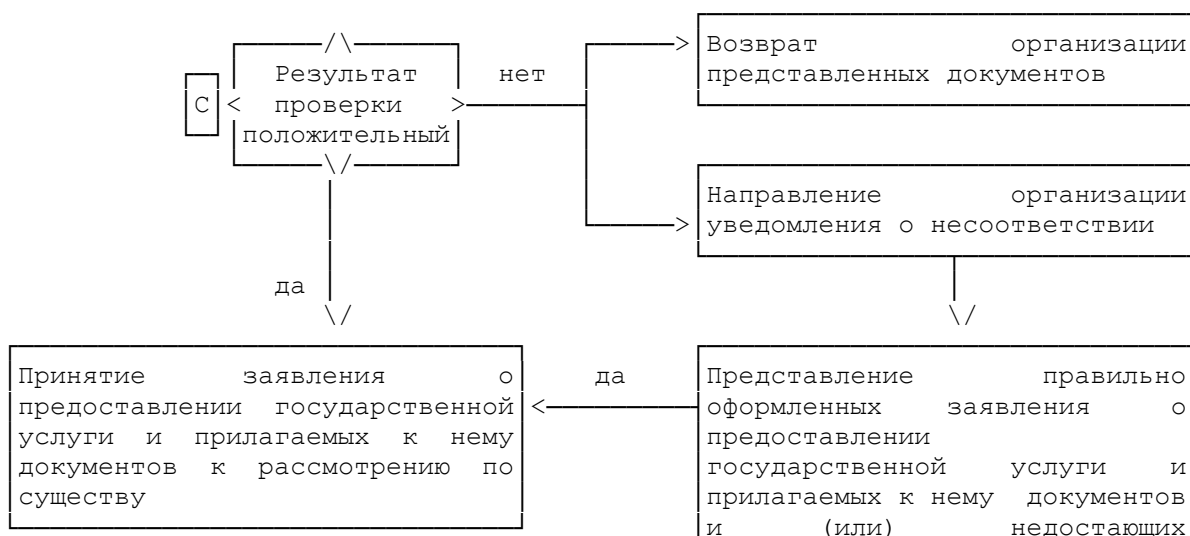 Результат
проверки
положительный
С
нет
Возврат организации
представленных документов
Направление организации
уведомления о несоответствии
да
Принятие заявления о
предоставлении государственной
услуги и прилагаемых к нему
документов к рассмотрению по
существу
да
Представление правильно
оформленных заявления о
предоставлении
государственной услуги и
прилагаемых к нему документов
и (или) недостающих